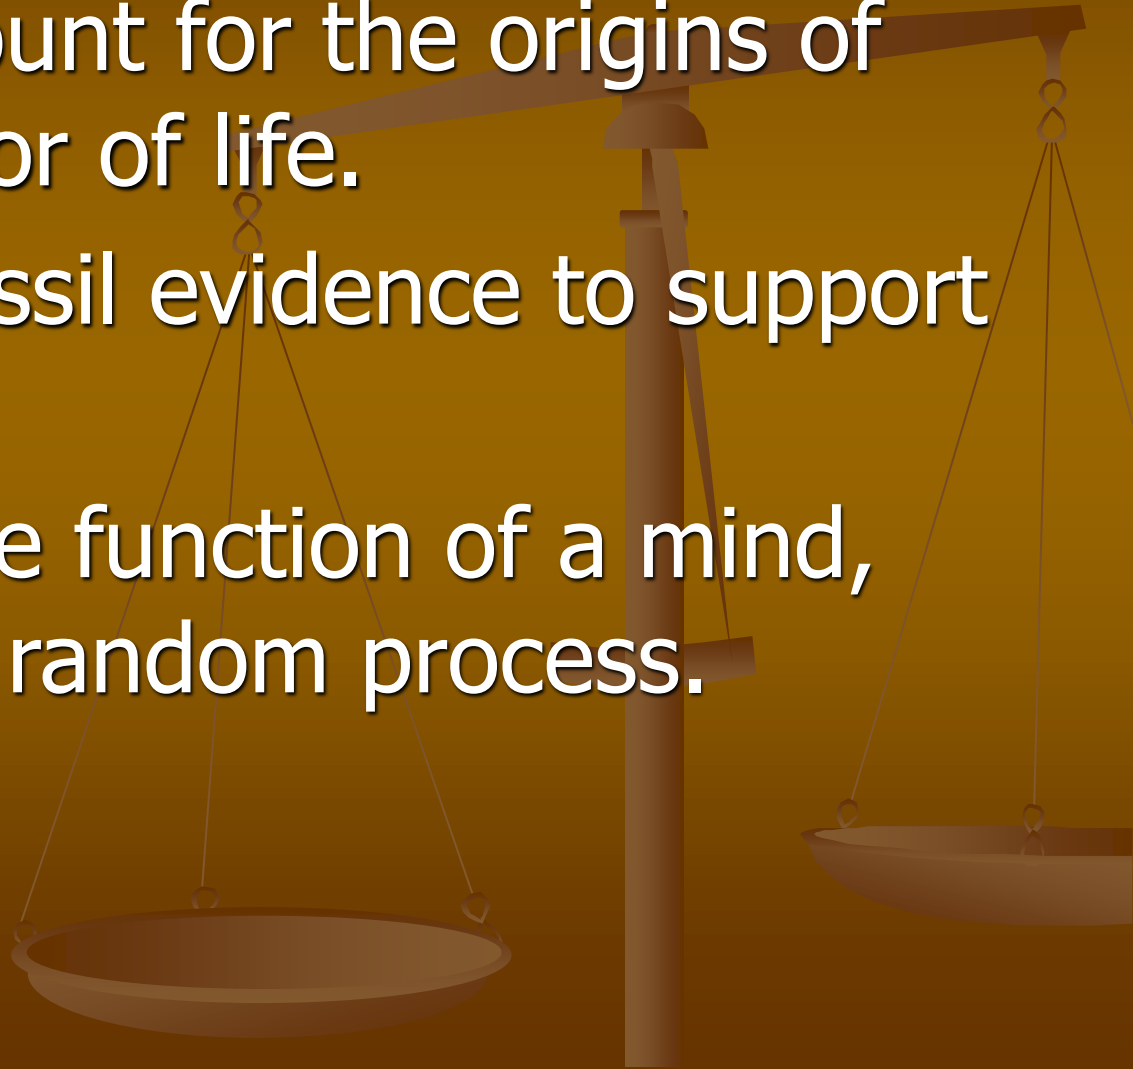 ount for the origins of
or of life.
ssil evidence to support
e function of a mind,
random process.